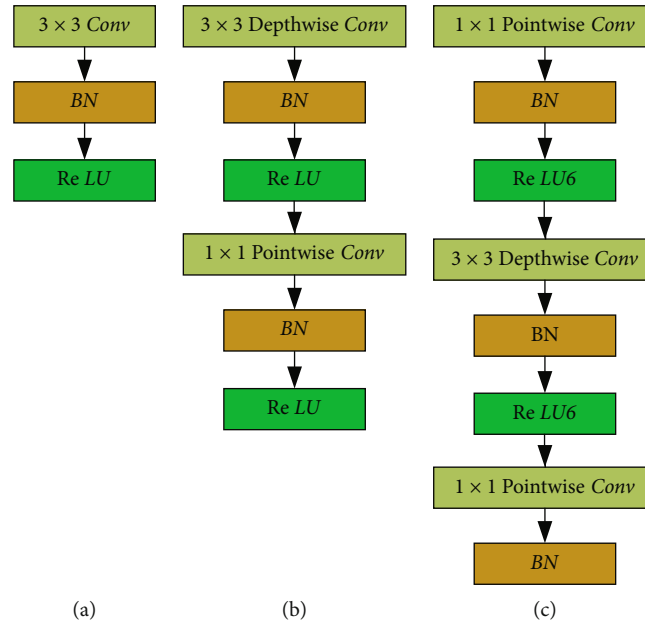 3 × 3 Conv
BN
Re LU
(a)
3 × 3 Depthwise Conv
BN
Re LU
1 × 1 Pointwise Conv
BN
Re LU
(b)
1 × 1 Pointwise Conv
BN
Re LU6
3 × 3 Depthwise Conv
BN
Re LU6
1 × 1 Pointwise Conv
BN
(c)